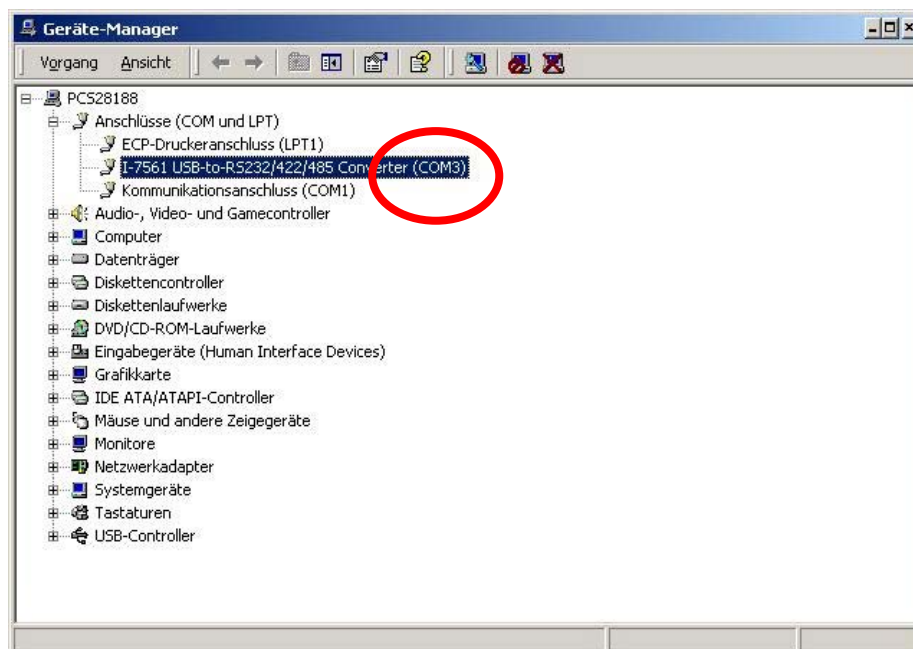 Geräte-Manager
Vorgang Ansicht
PCS28188
Anschlüsse (COM und LPT)
ECP-Druckeranschluss (LPT1)
I-7561 USB-to-RS232/422/485 Converter (COM3)
Kommunikationsanschluss (COM1)
Audio-, Video- und Gamecontroller
Computer
Datenträger
Diskettencontroller
Diskettenlaufwerke
DVD/CD-ROM-Laufwerke
Eingabegeräte (Human Interface Devices)
Grafikkarte
IDE ATA/ATAPI-Controller
Mäuse und andere Zeigegeräte
Monitore
Netzwerkadapter
Systemgeräte
Tastaturen
USB-Controller